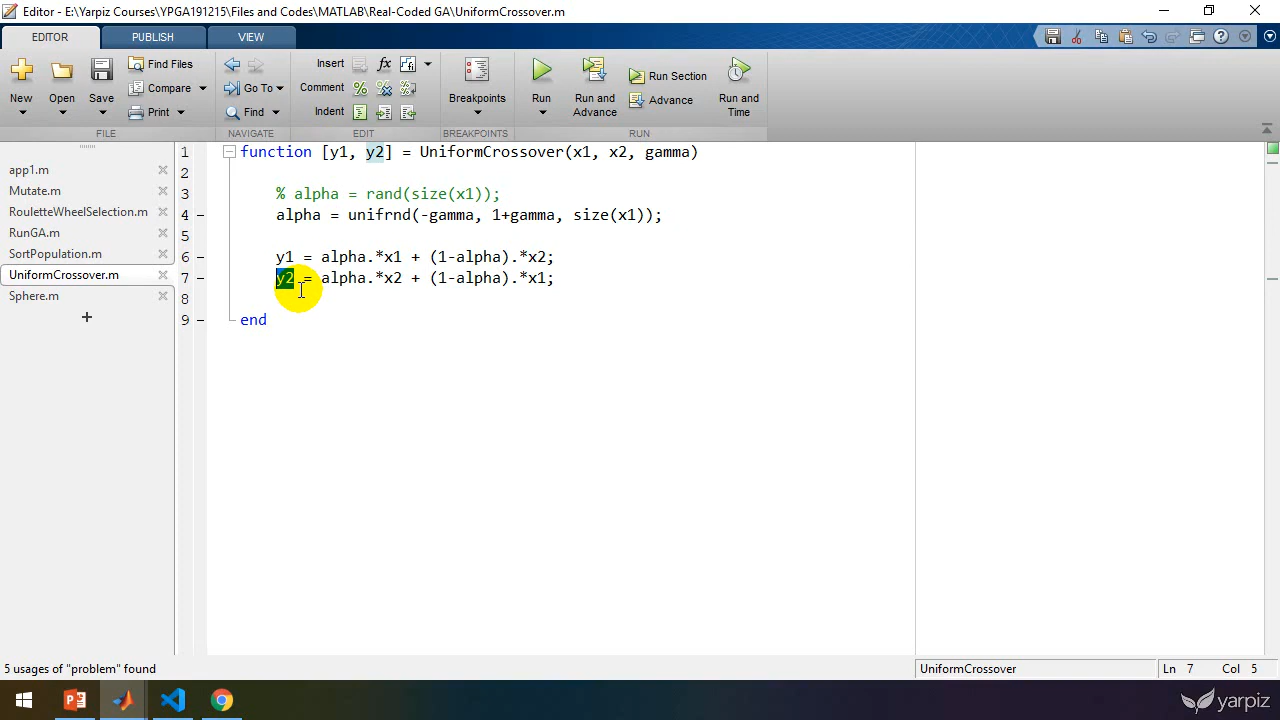 Editor - E:\Yarpiz Courses\YPGA191215\Files and Codes\MATLAB\Real-Coded GA\UniformCrossover.m
EDITOR PUBLISH VIEW
New Open Save Find Files Compare Print
Go To Find
Insert fx
Comment
Indent
Breakpoints
Run Run and Advance Run Section Advance Run and Time
FILE NAVIGATE EDIT BREAKPOINTS RUN
app1.m
Mutate.m
RouletteWheelSelection.m
RunGA.m
SortPopulation.m
UniformCrossover.m
Sphere.m
1 function [y1, y2] = UniformCrossover(x1, x2, gamma)
2
3 % alpha = rand(size(x1));
4 alpha = unifrnd(-gamma, 1+gamma, size(x1));
5
6 y1 = alpha.*x1 + (1-alpha).*x2;
7 y2 = alpha.*x2 + (1-alpha).*x1;
8
9 end
5 usages of "problem" found UniformCrossover Ln 7 Col 5
yarpiz